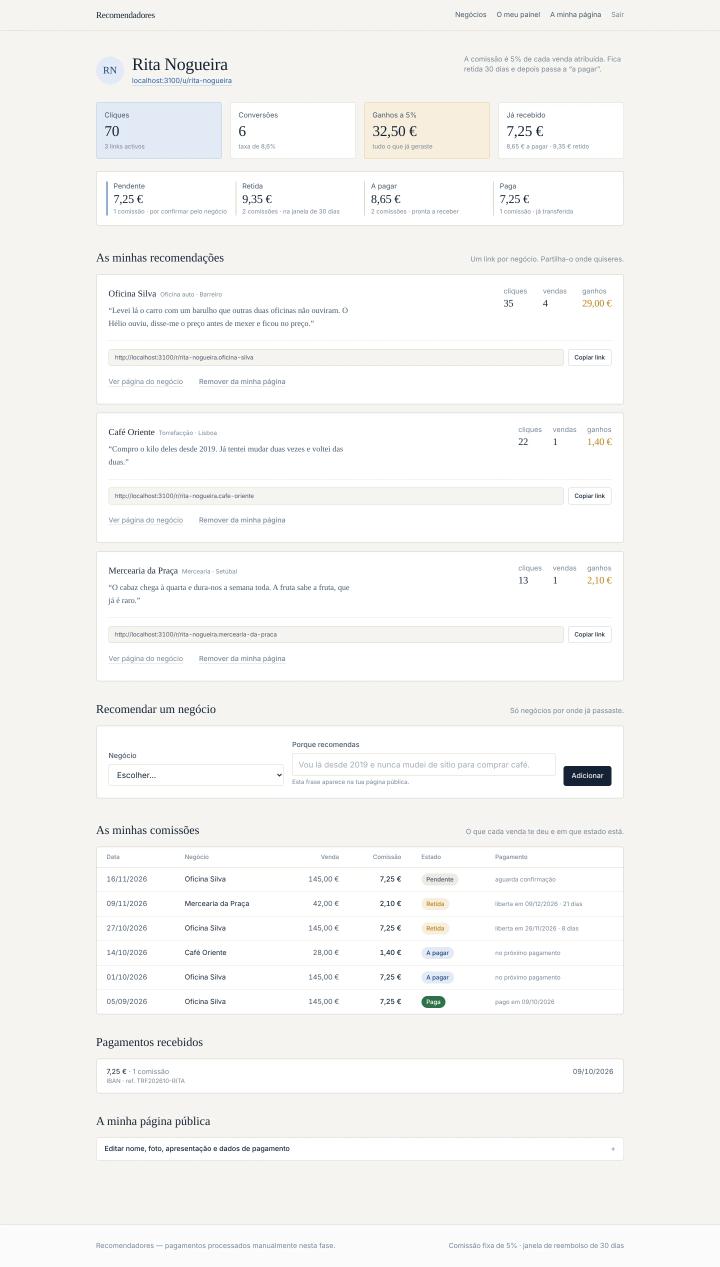 Recomendadores
Negócios O meu painel A minha página Sair
RN
Rita Nogueira
localhost:3100/u/rita-nogueira
A comissão é 5% de cada venda atribuída. Fica
retida 30 dias e depois passa a “a pagar”.
Cliques
70
3 links activos
Conversões
6
taxa de 8,6%
Ganhos a 5%
32,50 €
tudo o que já geraste
Já recebido
7,25 €
8,65 € a pagar · 9,35 € retido
Pendente
7,25 €
1 comissão · por confirmar pelo negócio
Retida
9,35 €
2 comissões · na janela de 30 dias
A pagar
8,65 €
2 comissões · pronta a receber
Paga
7,25 €
1 comissão · já transferida
As minhas recomendações
Um link por negócio. Partilha-o onde quiseres.
Oficina Silva Oficina auto · Barreiro
“Levei lá o carro com um barulho que outras duas oficinas não ouviram. O
Hélio ouviu, disse-me o preço antes de mexer e ficou no preço.”
cliques vendas ganhos
35 4 29,00 €
http://localhost:3100/r/rita-nogueira.oficina-silva
Copiar link
Ver página do negócio Remover da minha página
Café Oriente Torrefacção · Lisboa
“Compro o kilo deles desde 2019. Já tentei mudar duas vezes e voltei das
duas.”
cliques vendas ganhos
22 1 1,40 €
http://localhost:3100/r/rita-nogueira.cafe-oriente
Copiar link
Ver página do negócio Remover da minha página
Mercearia da Praça Mercearia · Setúbal
“O cabaz chega à quarta e dura-nos a semana toda. A fruta sabe a fruta, que
já é raro.”
cliques vendas ganhos
13 1 2,10 €
http://localhost:3100/r/rita-nogueira.mercearia-da-praca
Copiar link
Ver página do negócio Remover da minha página
Recomendar um negócio
Só negócios por onde já passaste.
Negócio
Escolher...
Porque recomendas
Vou lá desde 2019 e nunca mudei de sítio para comprar café.
Esta frase aparece na tua página pública.
Adicionar
As minhas comissões
O que cada venda te deu e em que estado está.
Data Negócio Venda Comissão Estado Pagamento
16/11/2026 Oficina Silva 145,00 € 7,25 € Pendente aguarda confirmação
09/11/2026 Mercearia da Praça 42,00 € 2,10 € Retida liberta em 09/12/2026 · 21 dias
27/10/2026 Oficina Silva 145,00 € 7,25 € Retida liberta em 26/11/2026 · 8 dias
14/10/2026 Café Oriente 28,00 € 1,40 € A pagar no próximo pagamento
01/10/2026 Oficina Silva 145,00 € 7,25 € A pagar no próximo pagamento
05/09/2026 Oficina Silva 145,00 € 7,25 € Paga pago em 09/10/2026
Pagamentos recebidos
7,25 € · 1 comissão
09/10/2026
IBAN · ref. TRF202610-RITA
A minha página pública
Editar nome, foto, apresentação e dados de pagamento +
Recomendadores — pagamentos processados manualmente nesta fase.
Comissão fixa de 5% · janela de reembolso de 30 dias